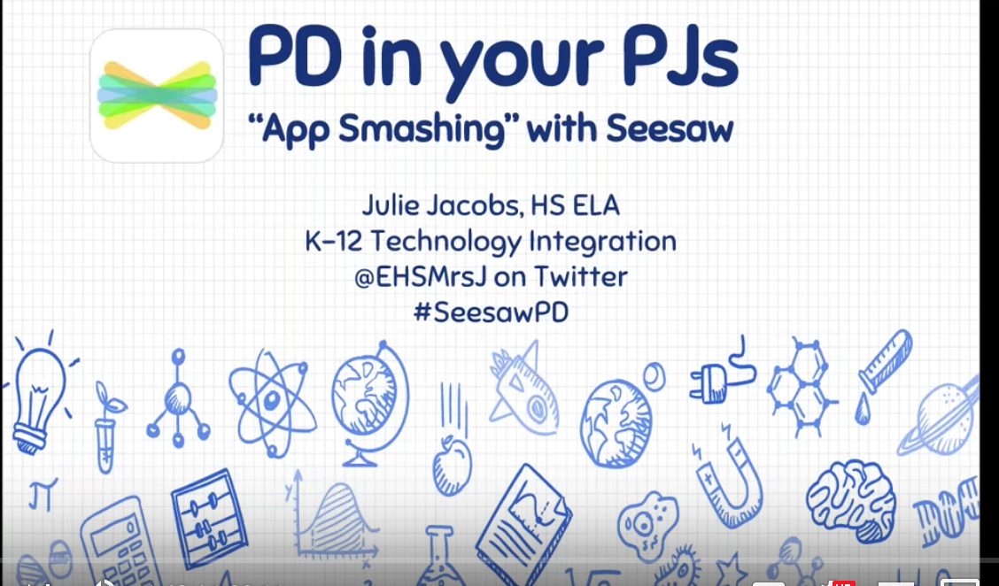 PD in your PJs
“App Smashing” with Seesaw
Julie Jacobs, HS ELA
K–12 Technology Integration
@EHSMrsJ on Twitter
#SeesawPD
π
y
x